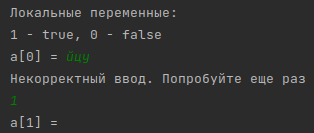 Локальные переменные:
1 - true, 0 - false
a[0] = йцу
Некорректный ввод. Попробуйте еще раз
1
a[1] =